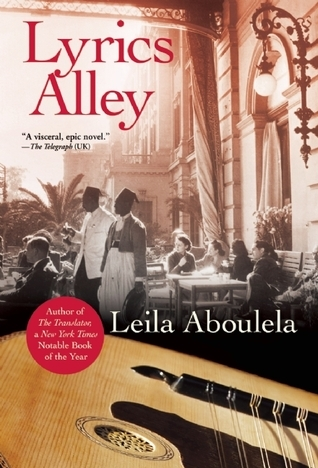 Lyrics
Alley
“A visceral, epic novel.”
—The Telegraph (UK)
Author of
The Translator,
a New York Times
Notable Book
of the Year
Leila Aboulela